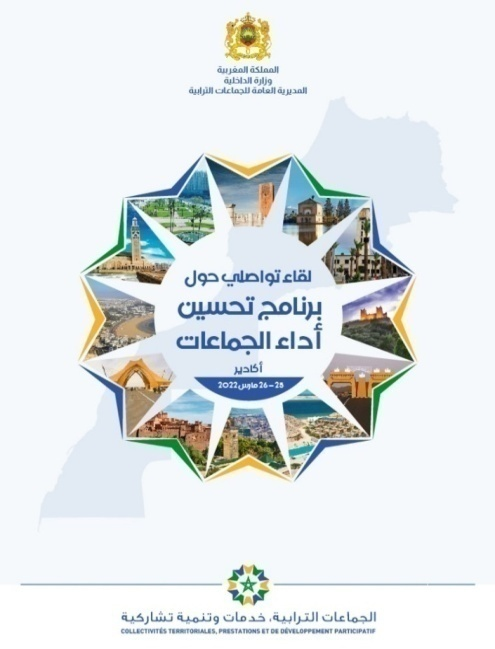 المملكة المغربية
وزارة الداخلية
المديرية العامة للجماعات الترابية
لقاء تواصلي حول
برنامج تحسين
أداء الجماعات
أكادير
25 – 26 مارس 2022
الجماعات الترابية، خدمات وتنمية تشاركية
COLLECTIVITÉS TERRITORIALES, PRESTATIONS ET DE DÉVELOPPEMENT PARTICIPATIF